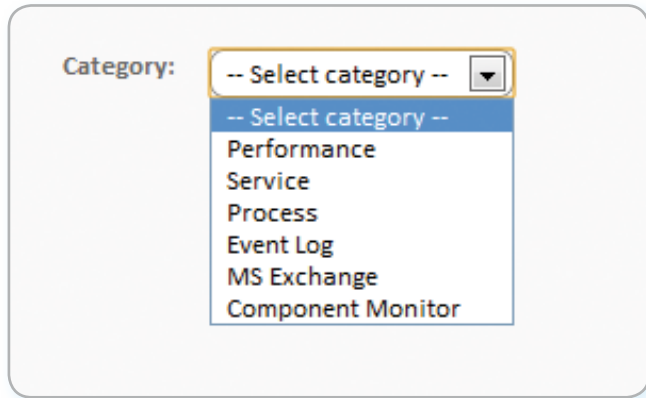 Category:
-- Select category --
-- Select category --
Performance
Service
Process
Event Log
MS Exchange
Component Monitor